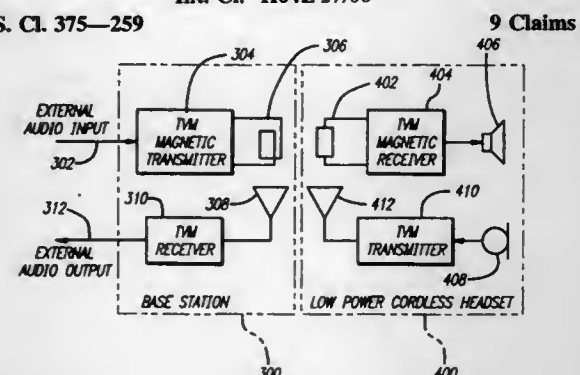 S. Cl. 375—259 9 Claims
304 306 402 404 406
EXTERNAL
AUDIO INPUT
302
TVM
MAGNETIC
TRANSMITTER
TVM
MAGNETIC
RECEIVER
312 310 308 412 410
TVM
RECEIVER
TVM
TRANSMITTER
408
EXTERNAL
AUDIO OUTPUT
BASE STATION
LOW POWER CORDLESS HEADSET
300 400